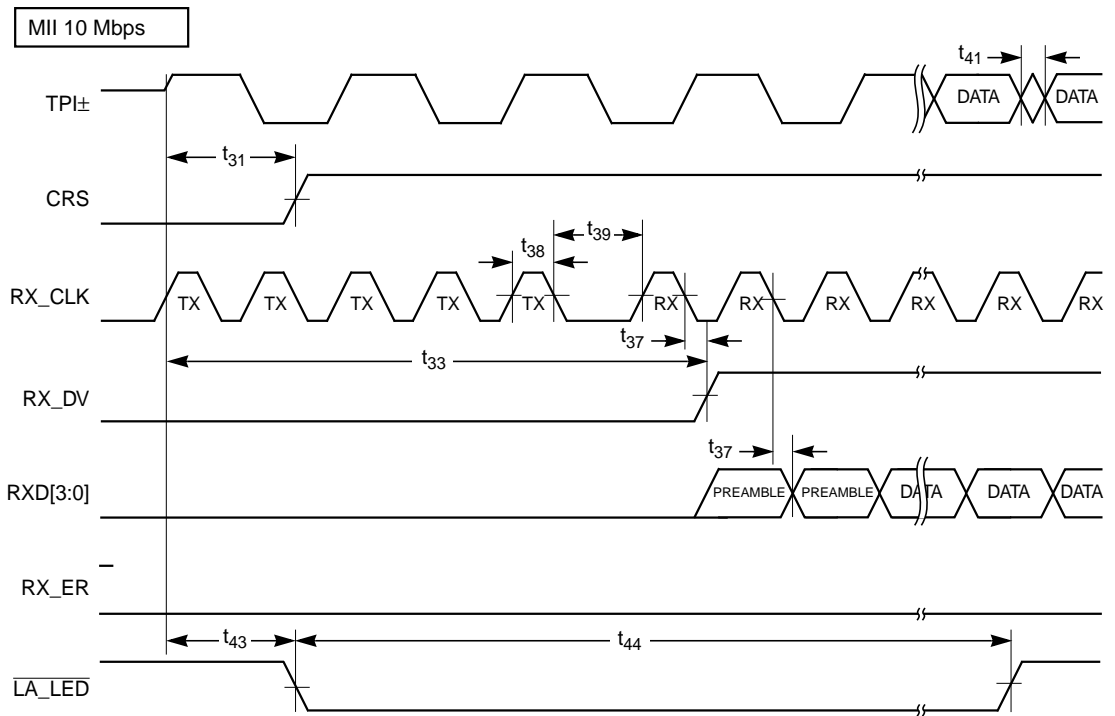 MII 10 Mbps
t41
TPI± DATA DATA
t31
CRS
t38 t39
RX_CLK TX TX TX TX TX RX RX RX RX RX RX
t37
t33
RX_DV
t37
RXD[3:0] PREAMBLE PREAMBLE DATA DATA DATA
RX_ER
t43 t44
LA_LED